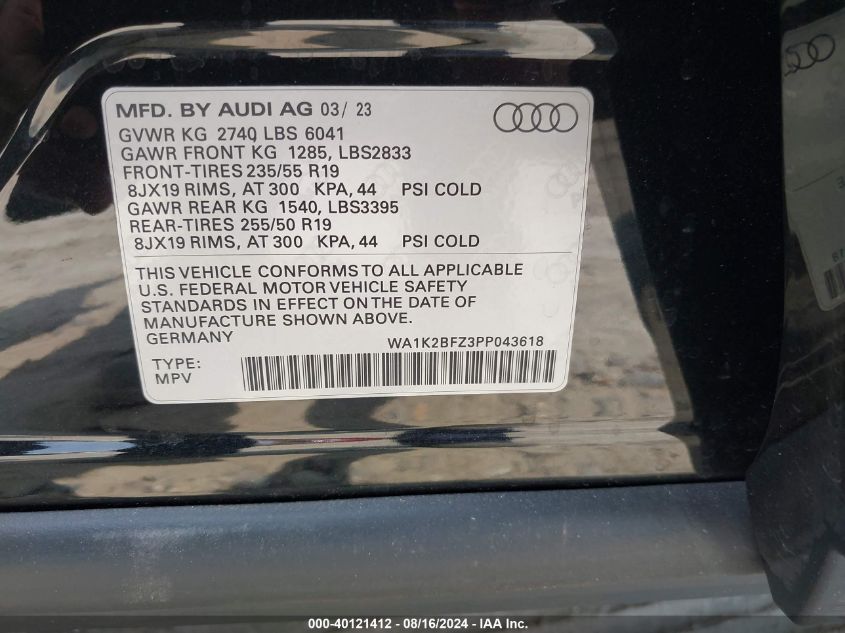 MFD. BY AUDI AG 03/ 23
GVWR KG 2740 LBS 6041
GAWR FRONT KG 1285, LBS2833
FRONT-TIRES 235/55 R19
8JX19 RIMS, AT 300 KPA, 44 PSI COLD
GAWR REAR KG 1540, LBS3395
REAR-TIRES 255/50 R19
8JX19 RIMS, AT 300 KPA, 44 PSI COLD
THIS VEHICLE CONFORMS TO ALL APPLICABLE
U.S. FEDERAL MOTOR VEHICLE SAFETY
STANDARDS IN EFFECT ON THE DATE OF
MANUFACTURE SHOWN ABOVE.
GERMANY
WA1K2BFZ3PP043618
TYPE:
MPV
000-40121412 - 08/16/2024 - IAA Inc.